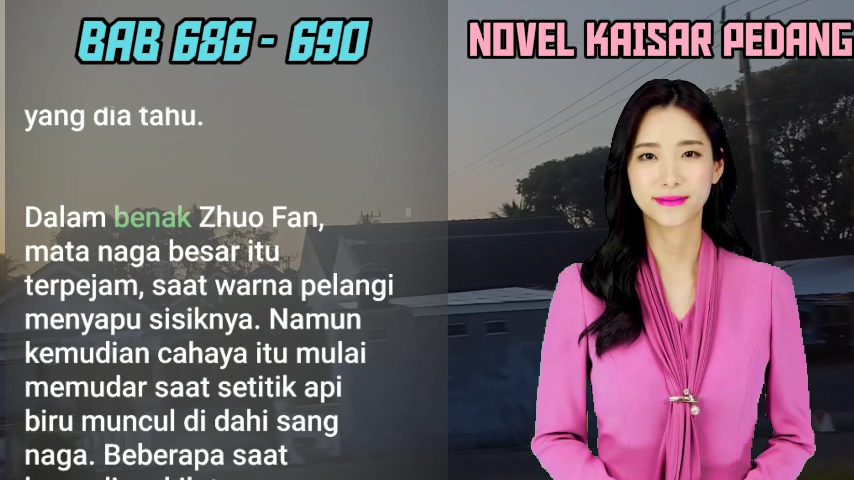 BAB 686 - 690
NOVEL KAISAR PEDANG
yang dia tahu.
Dalam benak Zhuo Fan,
mata naga besar itu
terpejam, saat warna pelangi
menyapu sisiknya. Namun
kemudian cahaya itu mulai
memudar saat setitik api
biru muncul di dahi sang
naga. Beberapa saat